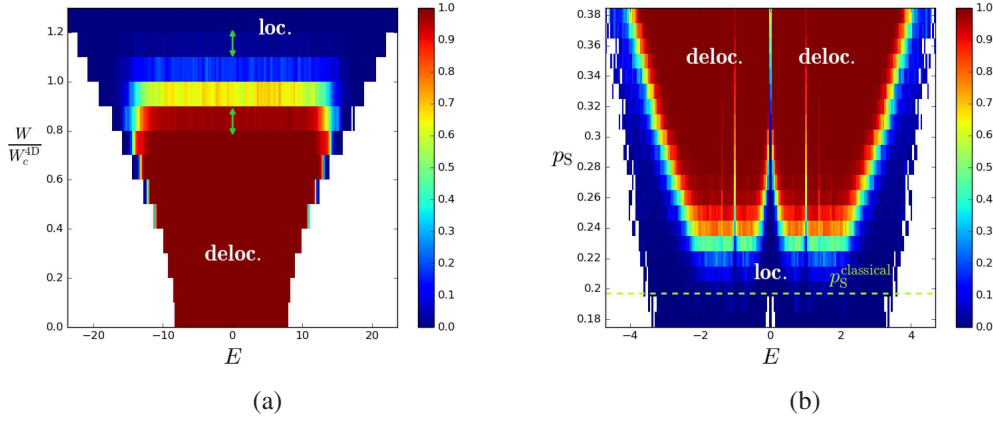 loc.
1.2
1.0
0.8
0.6
0.4
0.2
0.0
W
W_c^{4D}
deloc.
−20 −10 0 10 20
E
1.0
0.9
0.8
0.7
0.6
0.5
0.4
0.3
0.2
0.1
0.0
(a)
deloc. deloc.
0.38
0.36
0.34
0.32
0.3
0.28
0.26
0.24
0.22
0.2
0.18
p_S
loc.
p_S^{classical}
−4 −2 0 2 4
E
1.0
0.9
0.8
0.7
0.6
0.5
0.4
0.3
0.2
0.1
0.0
(b)